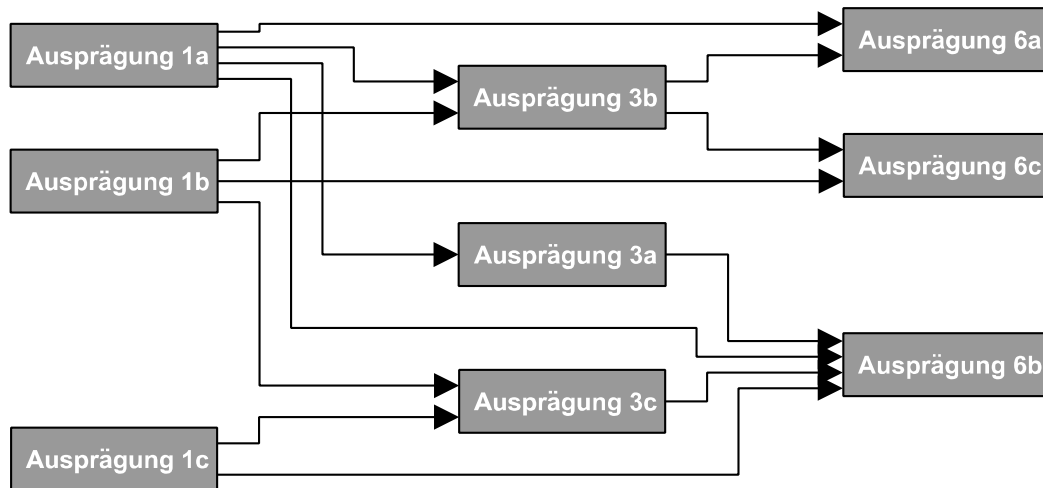 Ausprägung 1a
Ausprägung 6a
Ausprägung 3b
Ausprägung 6c
Ausprägung 1b
Ausprägung 3a
Ausprägung 6b
Ausprägung 3c
Ausprägung 1c